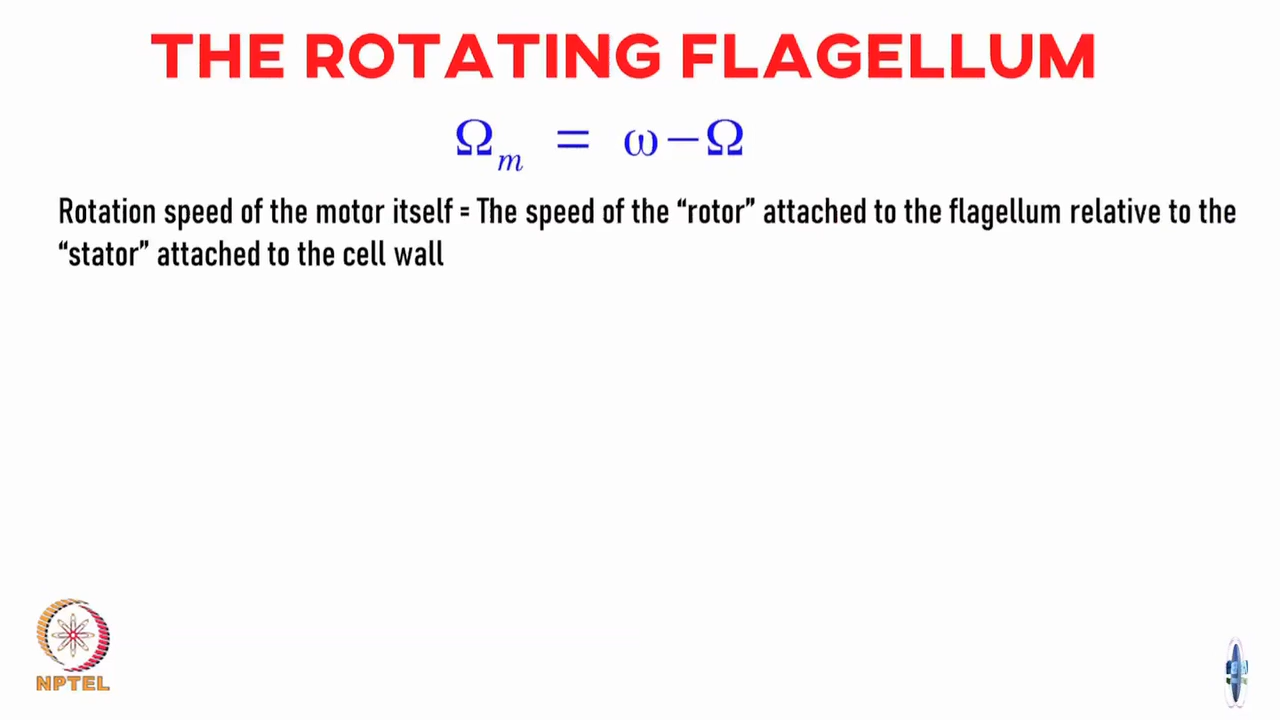 THE ROTATING FLAGELLUM
Ωₘ = ω − Ω
Rotation speed of the motor itself = The speed of the “rotor” attached to the flagellum relative to the
“stator” attached to the cell wall
NPTEL